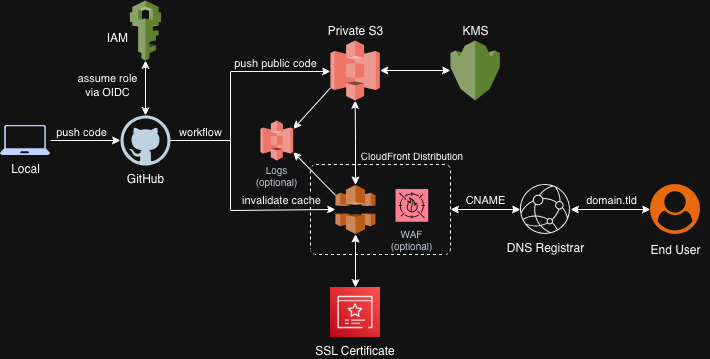 Private S3
KMS
IAM
push public code
assume role
via OIDC
push code
workflow
CloudFront Distribution
Local
GitHub
Logs
(optional)
invalidate cache
CNAME
domain.tld
WAF
(optional)
DNS Registrar
End User
SSL Certificate